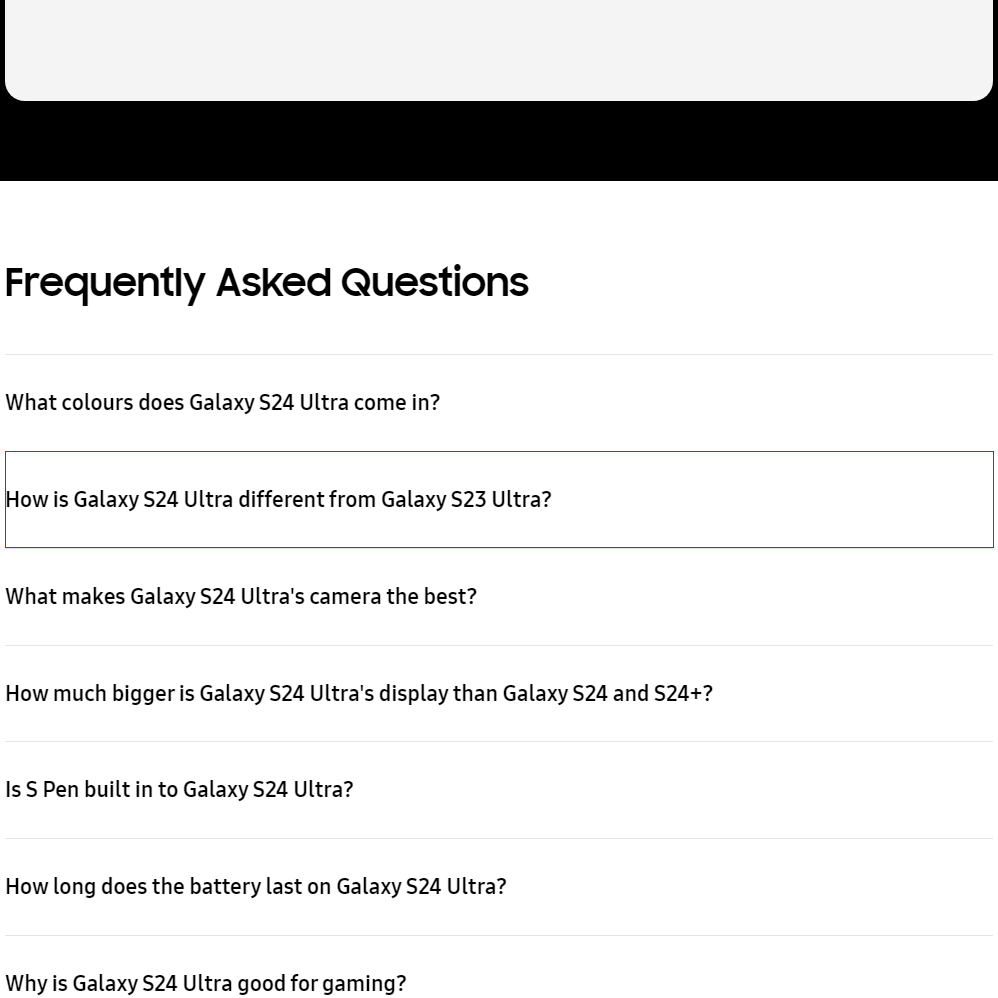 Frequently Asked Questions
What colours does Galaxy S24 Ultra come in?
How is Galaxy S24 Ultra different from Galaxy S23 Ultra?
What makes Galaxy S24 Ultra's camera the best?
How much bigger is Galaxy S24 Ultra's display than Galaxy S24 and S24+?
Is S Pen built in to Galaxy S24 Ultra?
How long does the battery last on Galaxy S24 Ultra?
Why is Galaxy S24 Ultra good for gaming?